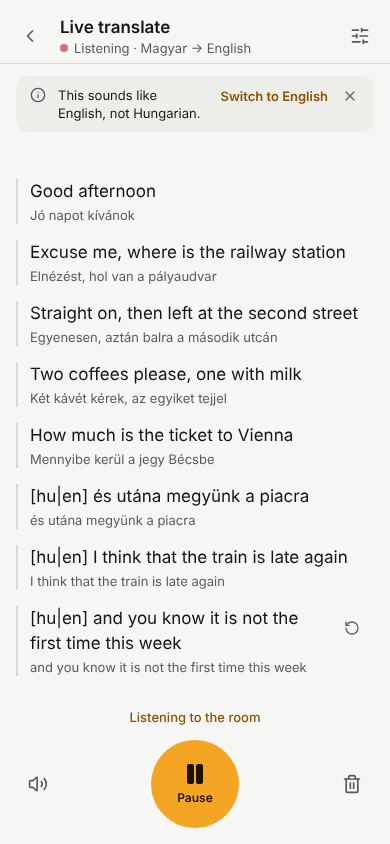 Live translate
Listening · Magyar → English
This sounds like
English, not Hungarian.
Switch to English
Good afternoon
Jó napot kívánok
Excuse me, where is the railway station
Elnézést, hol van a pályaudvar
Straight on, then left at the second street
Egyenesen, aztán balra a második utcán
Two coffees please, one with milk
Két kávét kérek, az egyiket tejjel
How much is the ticket to Vienna
Mennyibe kerül a jegy Bécsbe
[hu|en] és utána megyünk a piacra
és utána megyünk a piacra
[hu|en] I think that the train is late again
I think that the train is late again
[hu|en] and you know it is not the
first time this week
and you know it is not the first time this week
Listening to the room
Pause